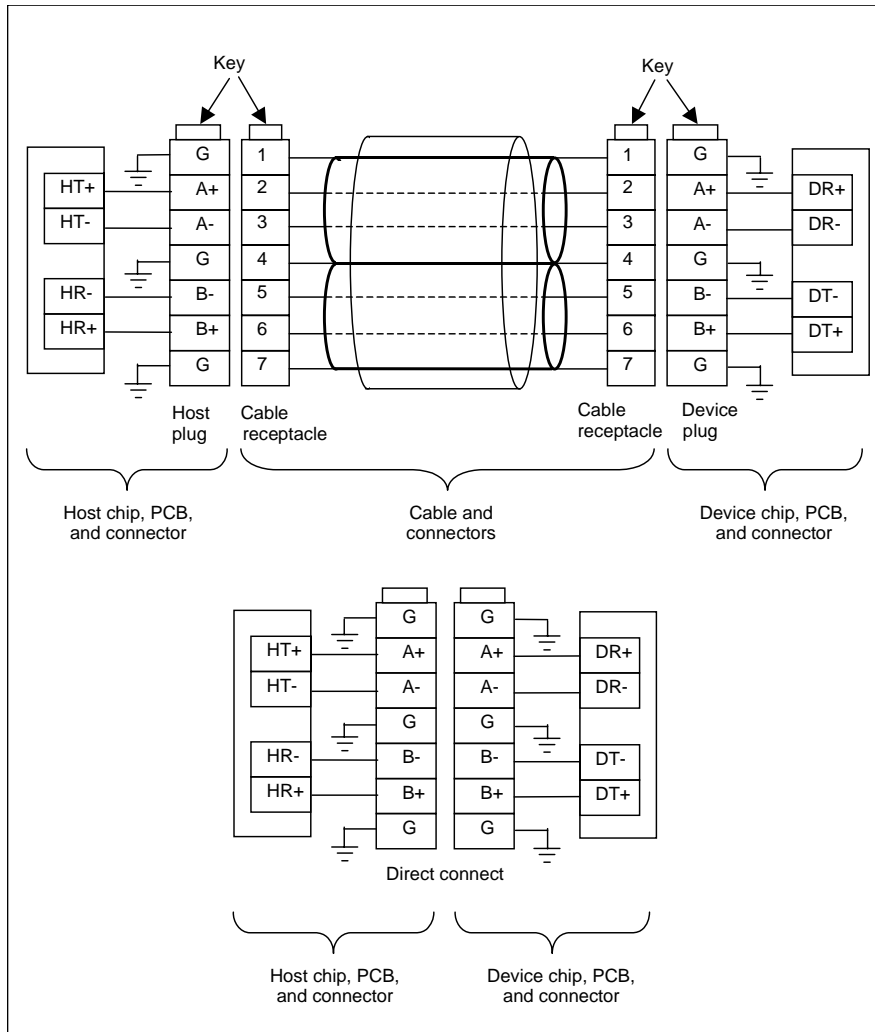 Key Key
G 1 1 G
HT+ A+ 2 2 A+ DR+
HT- A- 3 3 A- DR-
G 4 4 G
HR- B- 5 5 B- DT-
HR+ B+ 6 6 B+ DT+
G 7 7 G
Host plug
Cable receptacle
Cable receptacle
Device plug
Host chip, PCB,
and connector
Cable and
connectors
Device chip, PCB,
and connector
G G
HT+ A+ A+ DR+
HT- A- A- DR-
G G
HR- B- B- DT-
HR+ B+ B+ DT+
G G
Direct connect
Host chip, PCB,
and connector
Device chip, PCB,
and connector